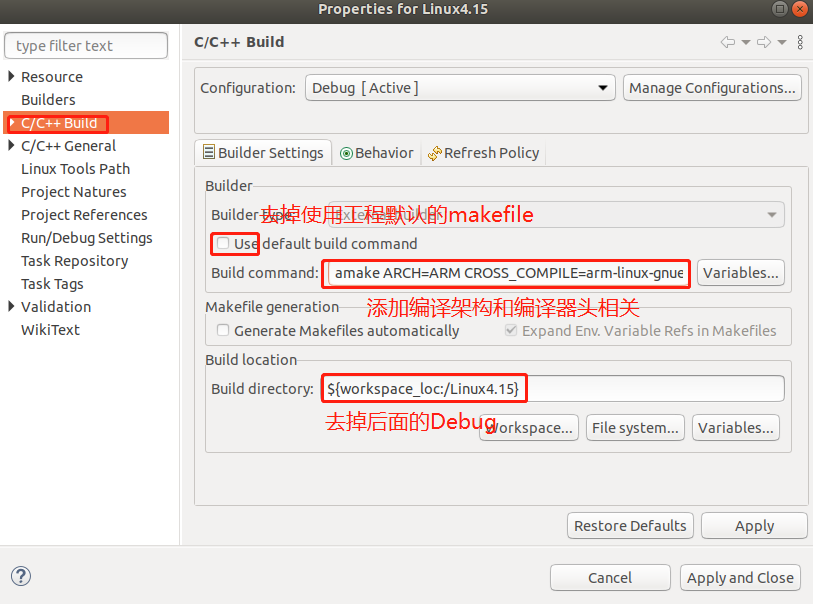 Properties for Linux4.15
type filter text
C/C++ Build
Resource
Builders
C/C++ Build
C/C++ General
Linux Tools Path
Project Natures
Project References
Run/Debug Settings
Task Repository
Task Tags
Validation
WikiText
Configuration: Debug [ Active ] Manage Configurations...
Builder Settings Behavior Refresh Policy
Builder
Builder type: External builder
去掉使用工程默认的makefile
Use default build command
Build command: amake ARCH=ARM CROSS_COMPILE=arm-linux-gnue Variables...
Makefile generation
添加编译架构和编译器头相关
Generate Makefiles automatically Expand Env. Variable Refs in Makefiles
Build location
Build directory: ${workspace_loc:/Linux4.15}
去掉后面的Debug
Workspace... File system... Variables...
Restore Defaults Apply
? Cancel Apply and Close